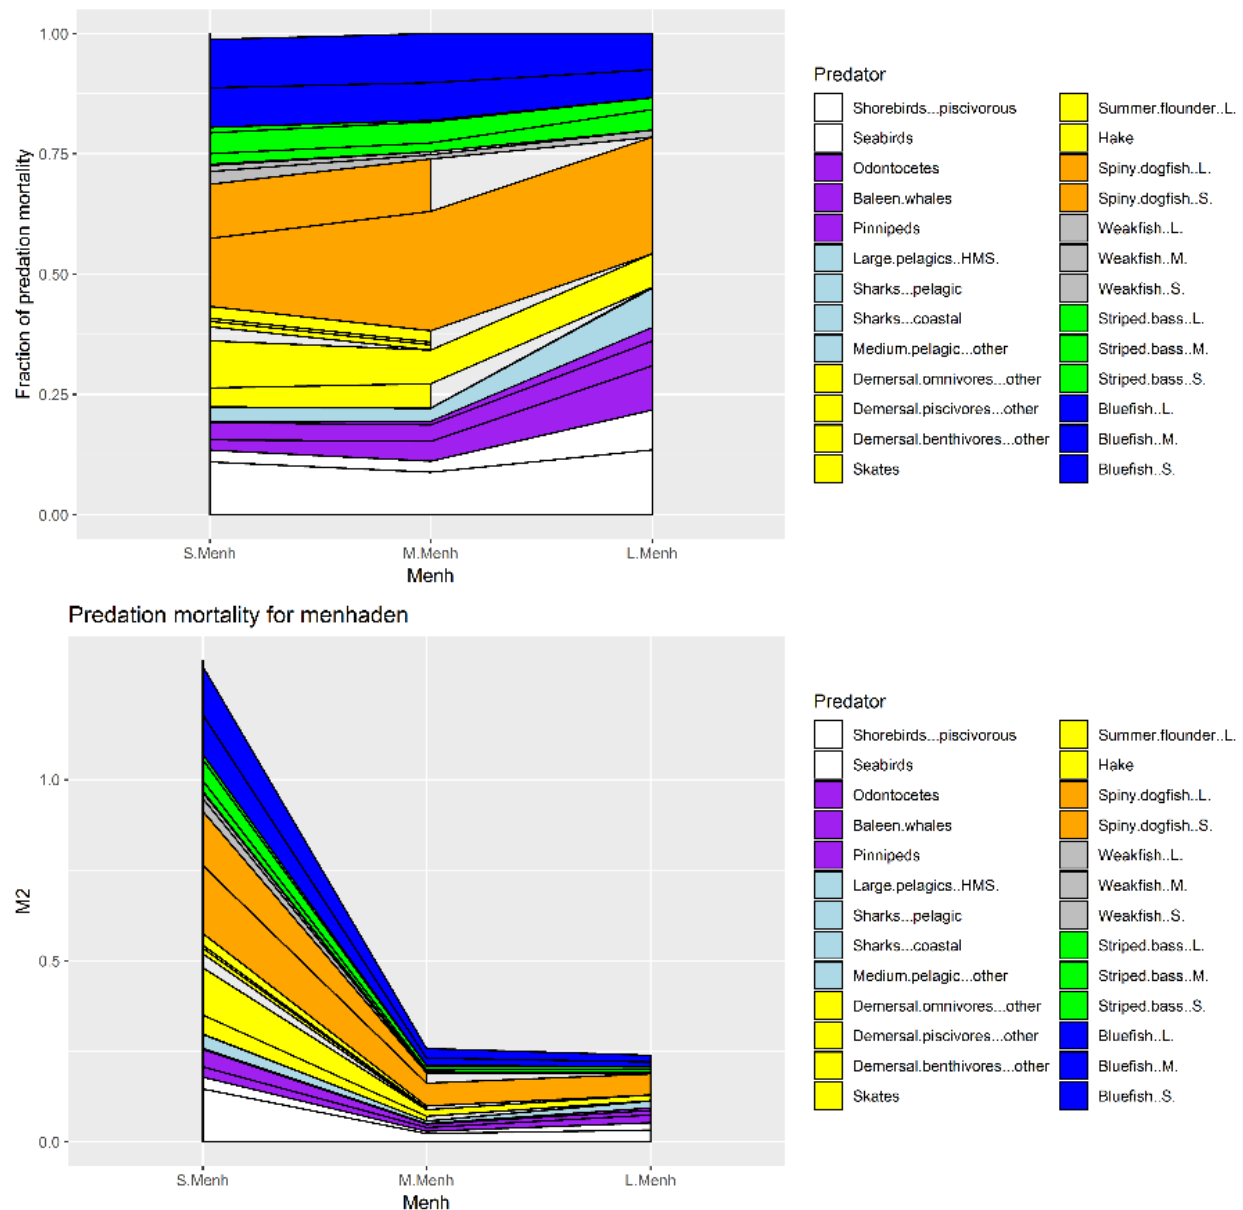 1.00
0.75
0.50
0.25
0.00
Fraction of predation mortality
S.Menh M.Menh L.Menh
Menh
Predator
Shorebirds...piscivorous
Seabirds
Odontocetes
Baleen.whales
Pinnipeds
Large.pelagics..HMS.
Sharks...pelagic
Sharks...coastal
Medium.pelagic...other
Demersal.omnivores...other
Demersal.piscivores...other
Demersal.benthivores...other
Skates
Summer.flounder..L.
Hake
Spiny.dogfish..L.
Spiny.dogfish..S.
Weakfish..L.
Weakfish..M.
Weakfish..S.
Striped.bass..L.
Striped.bass..M.
Striped.bass..S.
Bluefish..L.
Bluefish..M.
Bluefish..S.
Predation mortality for menhaden
1.0
0.5
0.0
M2
S.Menh M.Menh L.Menh
Menh
Predator
Shorebirds...piscivorous
Seabirds
Odontocetes
Baleen.whales
Pinnipeds
Large.pelagics..HMS.
Sharks...pelagic
Sharks...coastal
Medium.pelagic...other
Demersal.omnivores...other
Demersal.piscivores...other
Demersal.benthivores...other
Skates
Summer.flounder..L.
Hake
Spiny.dogfish..L.
Spiny.dogfish..S.
Weakfish..L.
Weakfish..M.
Weakfish..S.
Striped.bass..L.
Striped.bass..M.
Striped.bass..S.
Bluefish..L.
Bluefish..M.
Bluefish..S.